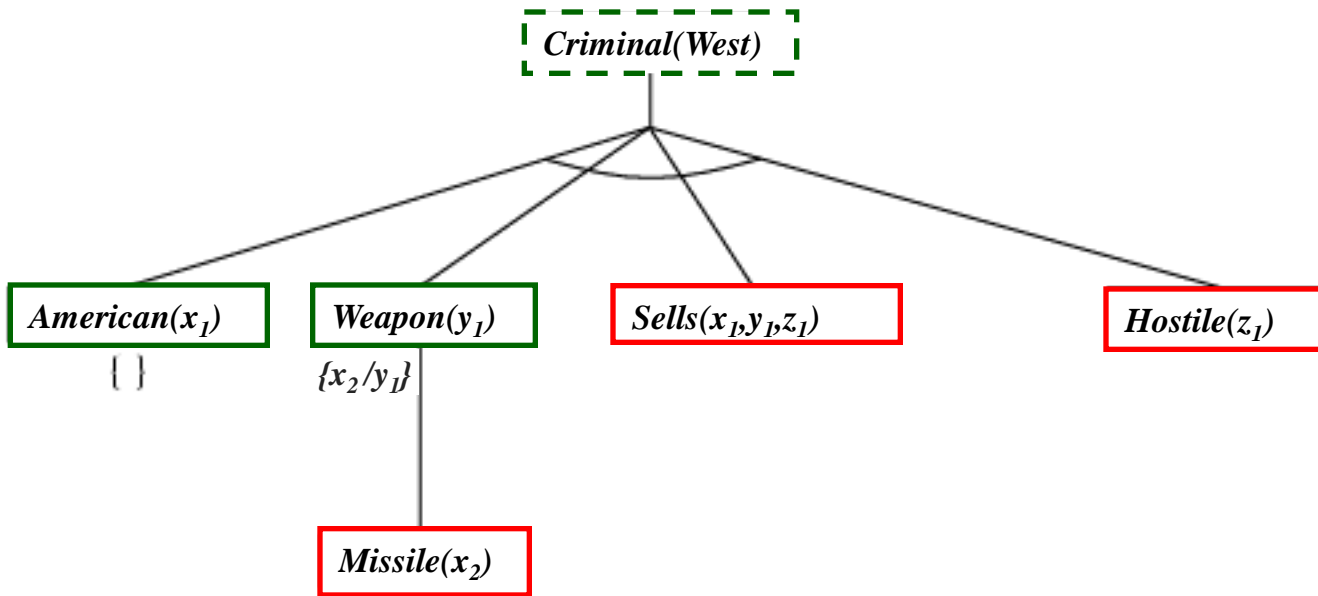 Criminal(West)
American(x₁)
Weapon(y₁)
Sells(x₁,y₁,z₁)
Hostile(z₁)
{ }
{x₂/y₁}
Missile(x₂)